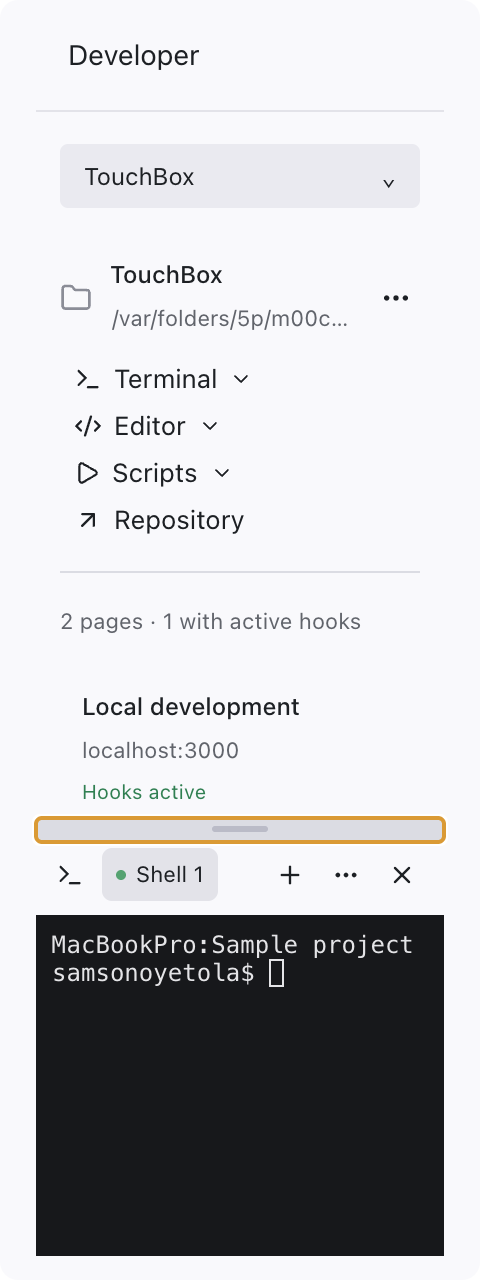 Developer
TouchBox
TouchBox
/var/folders/5p/m00c...
Terminal
Editor
Scripts
Repository
2 pages · 1 with active hooks
Local development
localhost:3000
Hooks active
Shell 1
MacBookPro:Sample project
samsonoyetola$